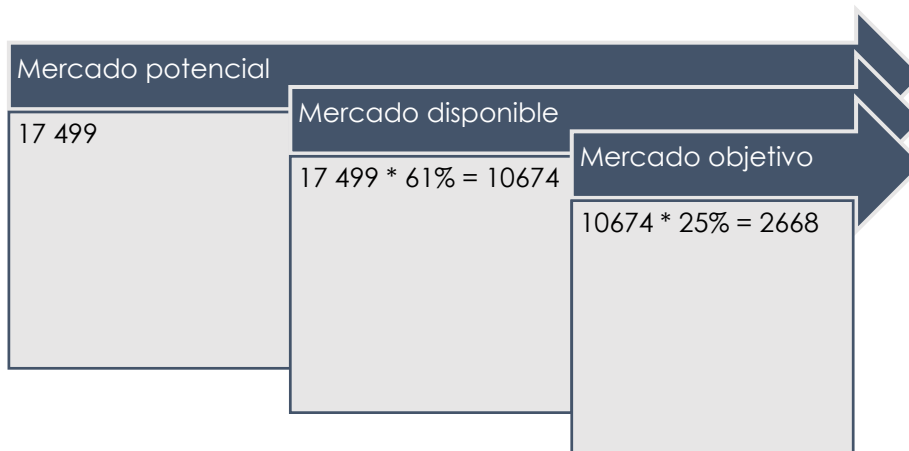 Mercado potencial
17 499
Mercado disponible
17 499 * 61% = 10674
Mercado objetivo
10674 * 25% = 2668